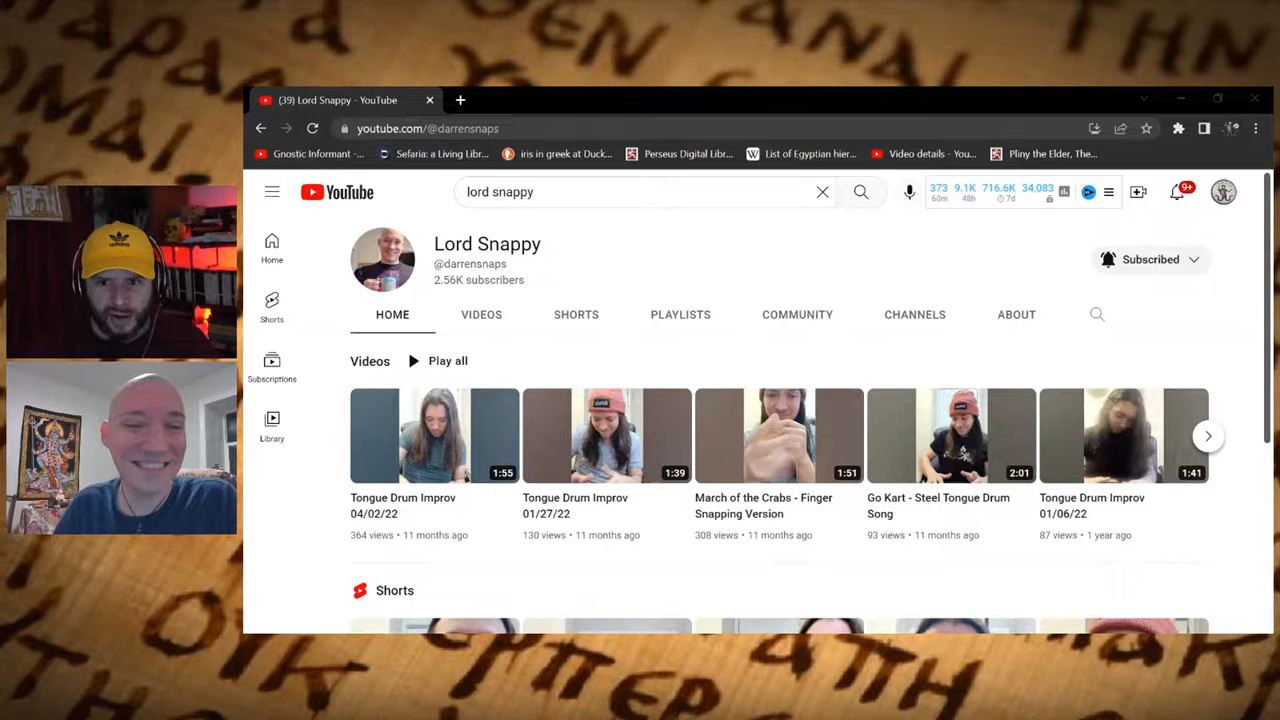 (39) Lord Snappy - YouTube
youtube.com/@darrensnaps
Gnostic Informant -...
Sefaria: a Living Libr...
iris in greek at Duck...
Perseus Digital Libr...
List of Egyptian hier...
Video details - You...
Pliny the Elder, The...
YouTube
lord snappy
373 9.1K 716.6K 34,083
60m 48h 7d
9+
Home
Shorts
Subscriptions
Library
Lord Snappy
@darrensnaps
2.56K subscribers
Subscribed
HOME VIDEOS SHORTS PLAYLISTS COMMUNITY CHANNELS ABOUT
Videos Play all
1:55
Tongue Drum Improv
04/02/22
364 views • 11 months ago
1:39
Tongue Drum Improv
01/27/22
130 views • 11 months ago
1:51
March of the Crabs - Finger
Snapping Version
308 views • 11 months ago
2:01
Go Kart - Steel Tongue Drum
Song
93 views • 11 months ago
1:41
Tongue Drum Improv
01/06/22
87 views • 1 year ago
Shorts